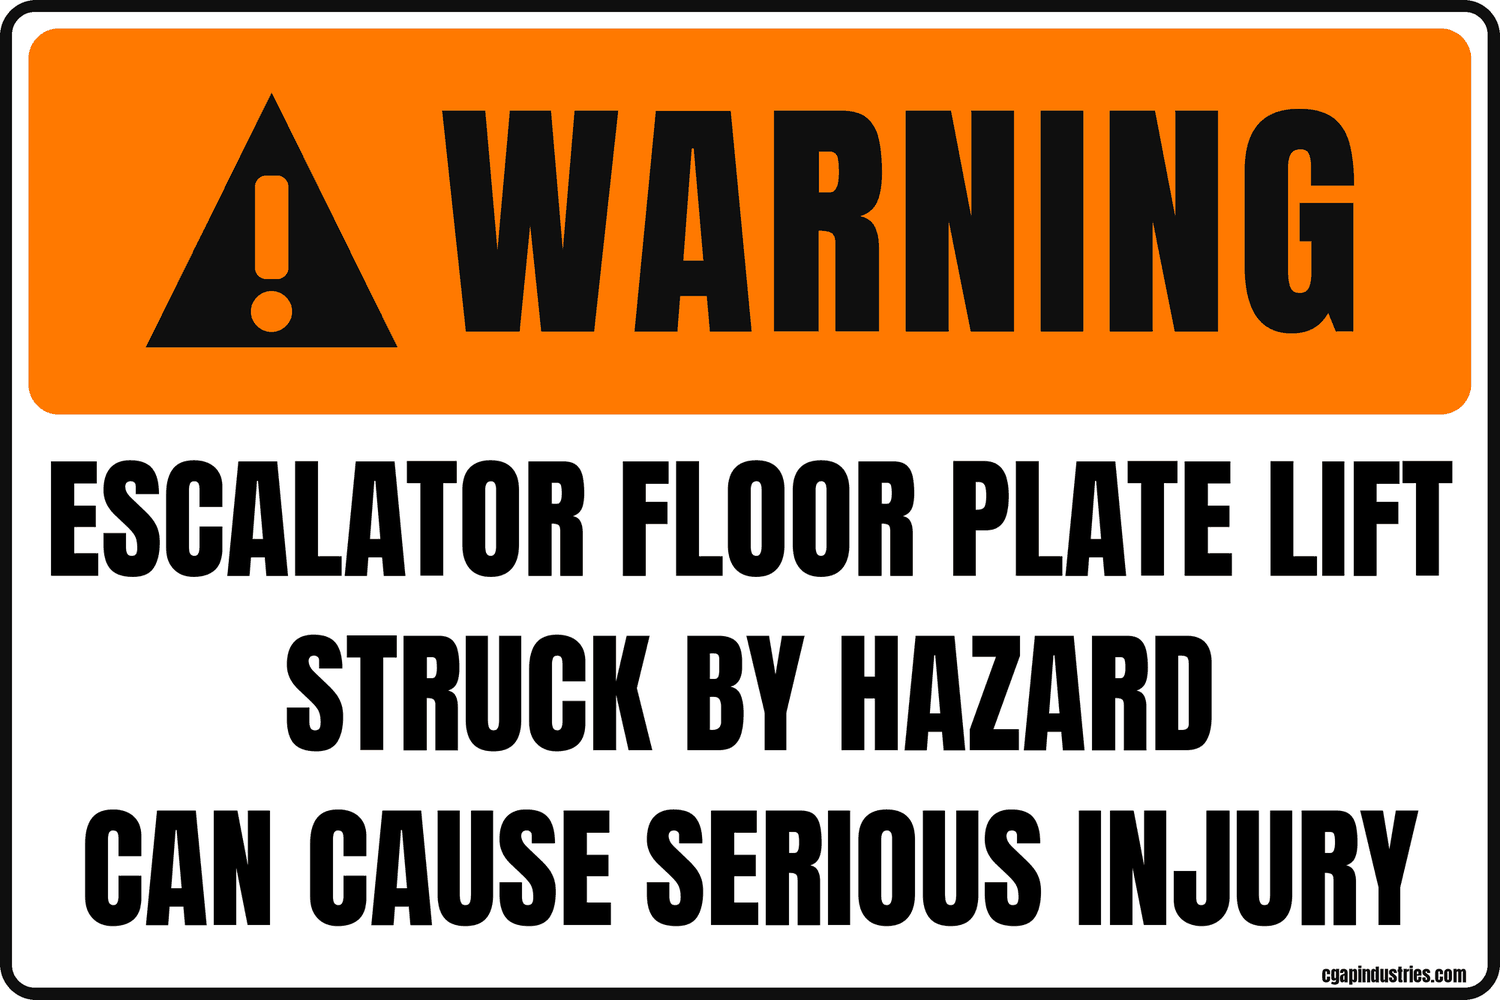 WARNING
ESCALATOR FLOOR PLATE LIFT
STRUCK BY HAZARD
CAN CAUSE SERIOUS INJURY
cgapindustries.com